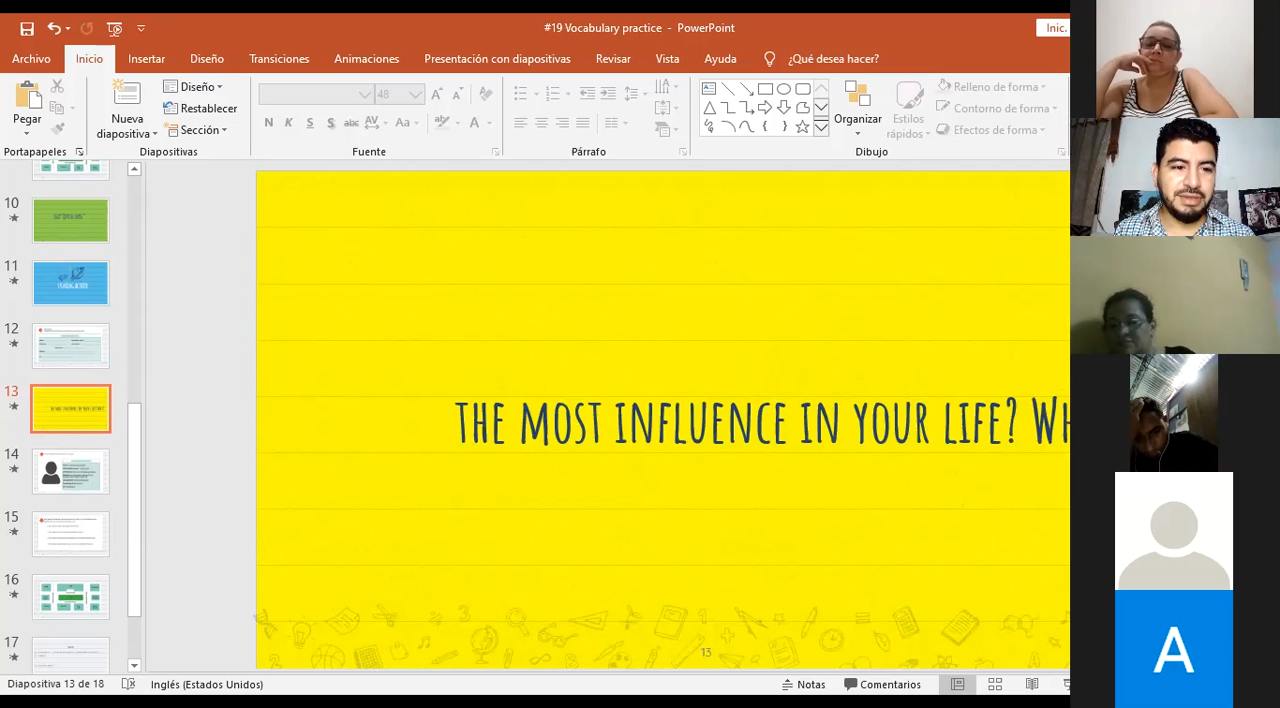 #19 Vocabulary practice - PowerPoint
Inic.
Archivo Inicio Insertar Diseño Transiciones Animaciones Presentación con diapositivas Revisar Vista Ayuda ¿Qué desea hacer?
Pegar
Nueva diapositiva
Diseño
Restablecer
Sección
48
N K S S abc AV Aa A
Organizar
Estilos rápidos
Relleno de forma
Contorno de forma
Efectos de forma
Portapapeles Diapositivas Fuente Párrafo Dibujo
10
11
12
13
14
15
16
17
THE MOST INFLUENCE IN YOUR LIFE? WH
13
A
Diapositiva 13 de 18 Inglés (Estados Unidos) Notas Comentarios